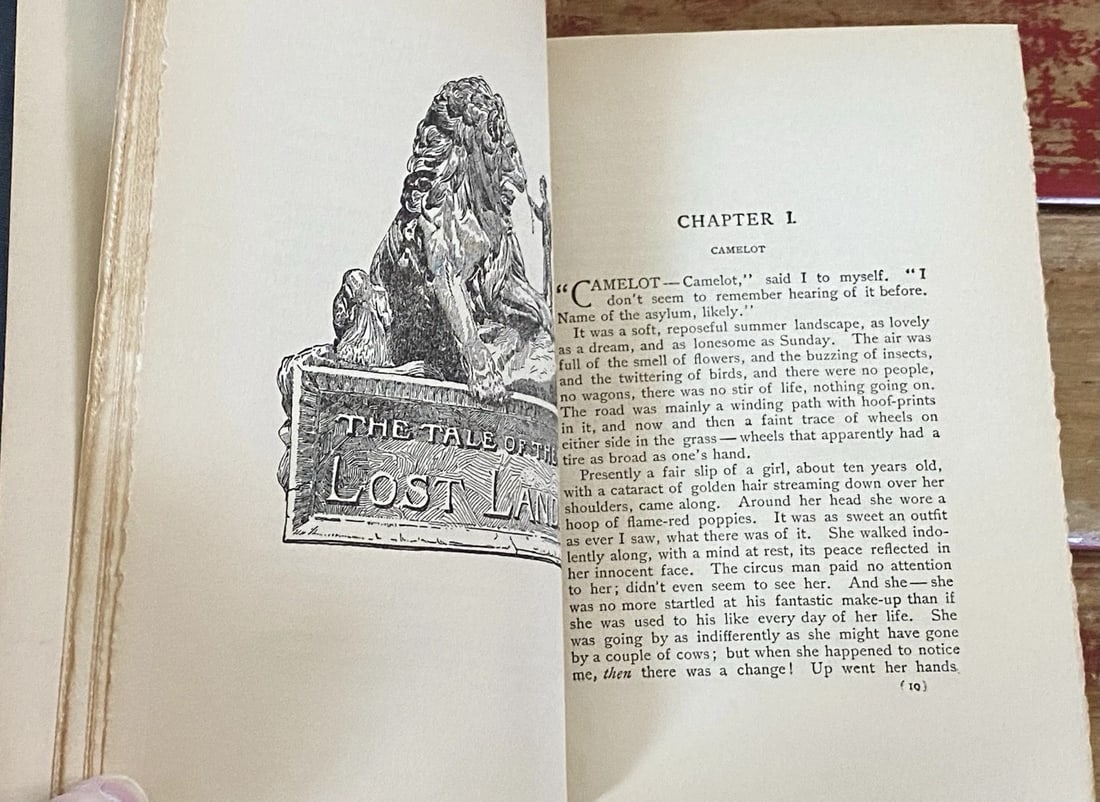 THE TALE OF THE
LOST LAND
CHAPTER I.
CAMELOT
"CAMELOT — Camelot," said I to myself. "I
don't seem to remember hearing of it before.
Name of the asylum, likely."
It was a soft, reposeful summer landscape, as lovely
as a dream, and as lonesome as Sunday. The air was
full of the smell of flowers, and the buzzing of insects,
and the twittering of birds, and there were no people,
no wagons, there was no stir of life, nothing going on.
The road was mainly a winding path with hoof-prints
in it, and now and then a faint trace of wheels on
either side in the grass — wheels that apparently had a
tire as broad as one's hand.
Presently a fair slip of a girl, about ten years old,
with a cataract of golden hair streaming down over her
shoulders, came along. Around her head she wore a
hoop of flame-red poppies. It was as sweet an outfit
as ever I saw, what there was of it. She walked indo-
lently along, with a mind at rest, its peace reflected in
her innocent face. The circus man paid no attention
to her; didn't even seem to see her. And she — she
was no more startled at his fantastic make-up than if
she was used to his like every day of her life. She
was going by as indifferently as she might have gone
by a couple of cows; but when she happened to notice
me, then there was a change! Up went her hands
(19)